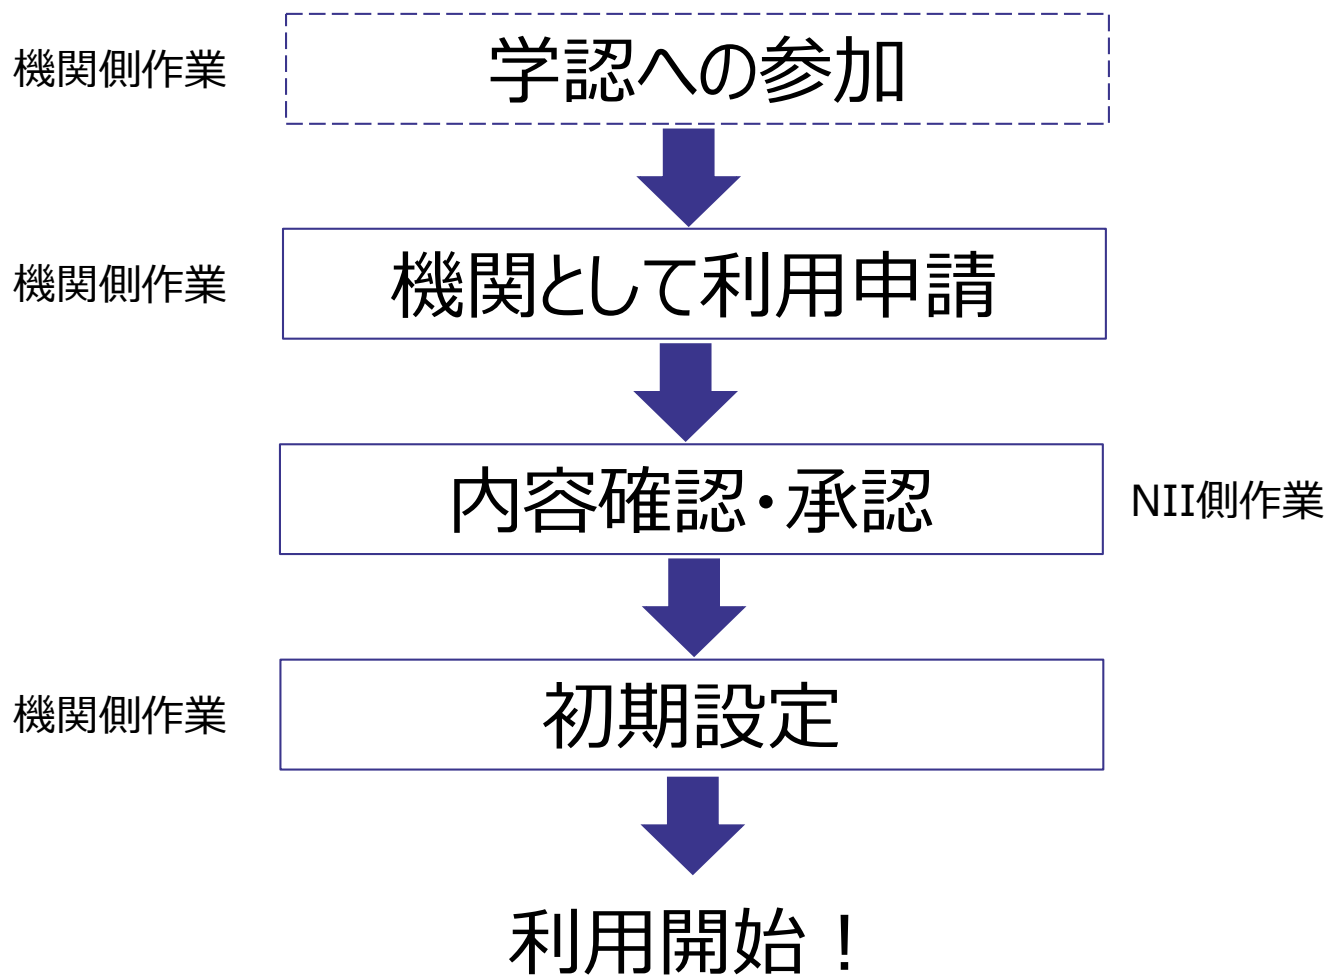 機関側作業
学認への参加
機関側作業
機関として利用申請
内容確認・承認
NII側作業
機関側作業
初期設定
利用開始！